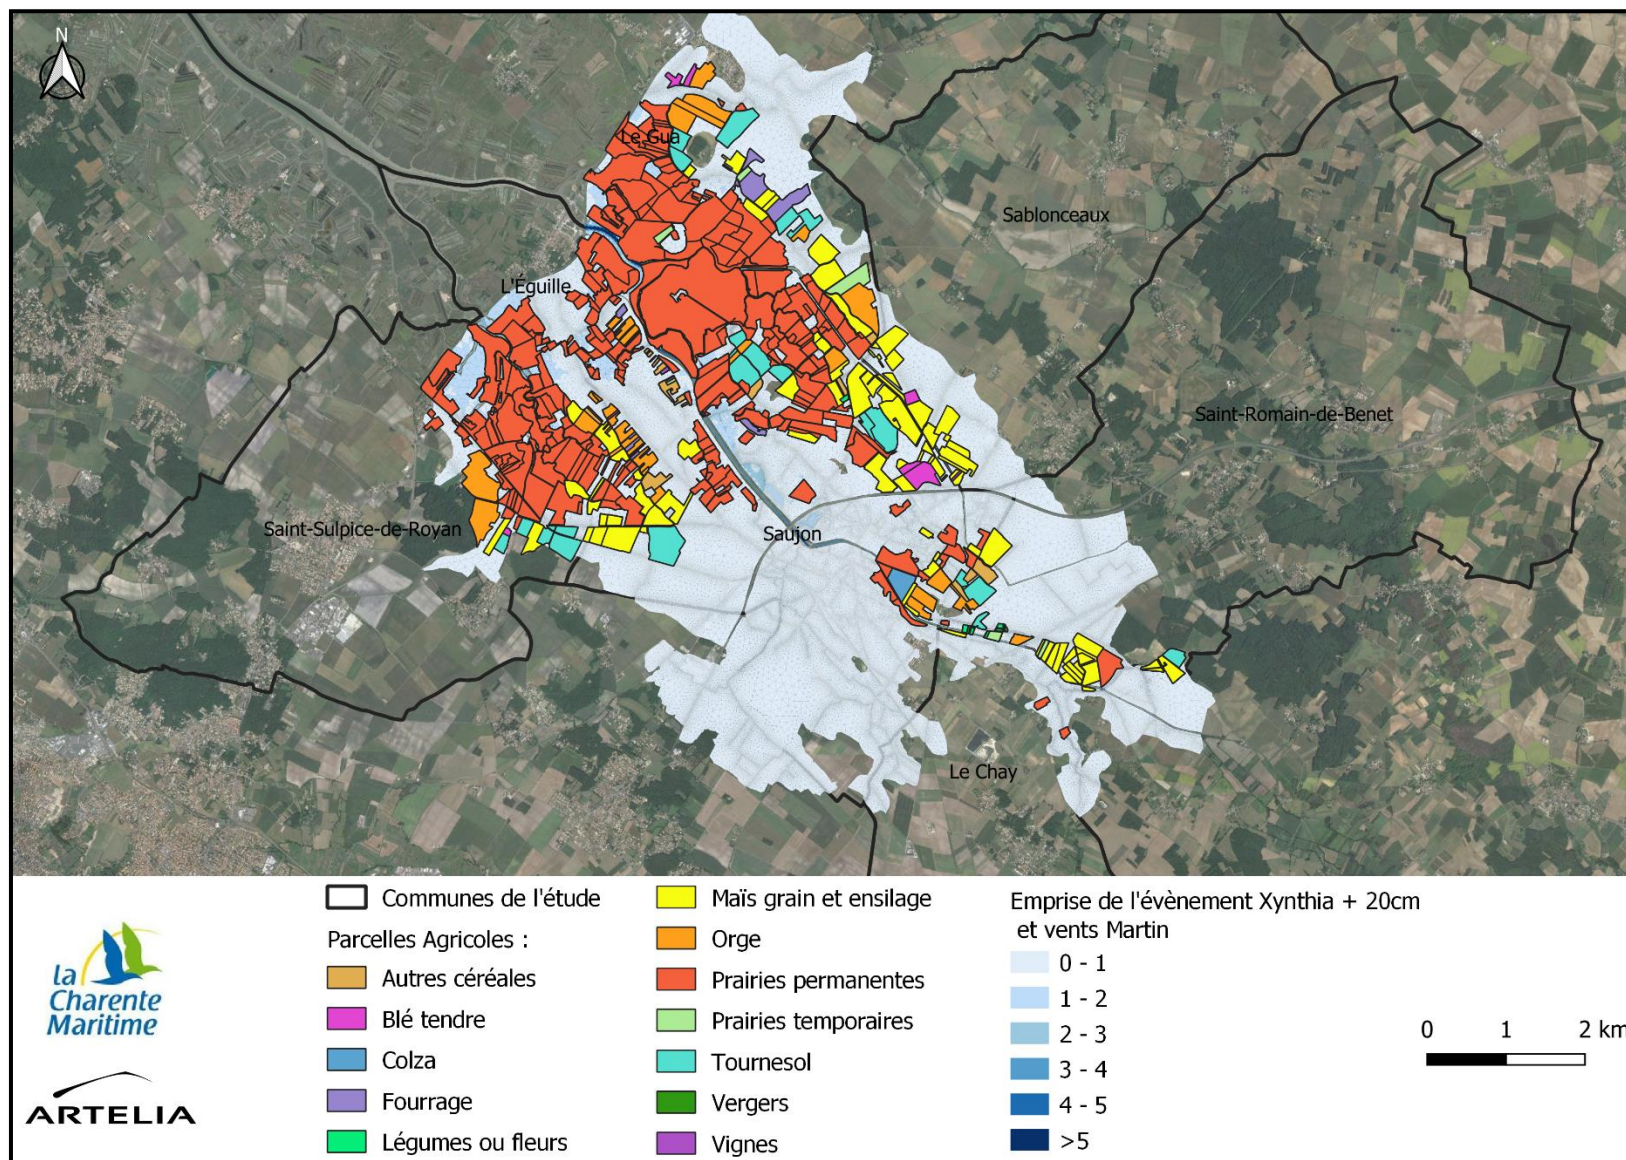 N
Le Gua
Sablonceaux
L'Éguille
Saint-Romain-de-Benet
Saint-Sulpice-de-Royan
Saujon
Le Chay
la
Charente
Maritime
ARTELIA
Communes de l'étude
Parcelles Agricoles :
Autres céréales
Blé tendre
Colza
Fourrage
Légumes ou fleurs
Maïs grain et ensilage
Orge
Prairies permanentes
Prairies temporaires
Tournesol
Vergers
Vignes
Emprise de l'évènement Xynthia + 20cm
et vents Martin
0 - 1
1 - 2
2 - 3
3 - 4
4 - 5
>5
0 1 2 km